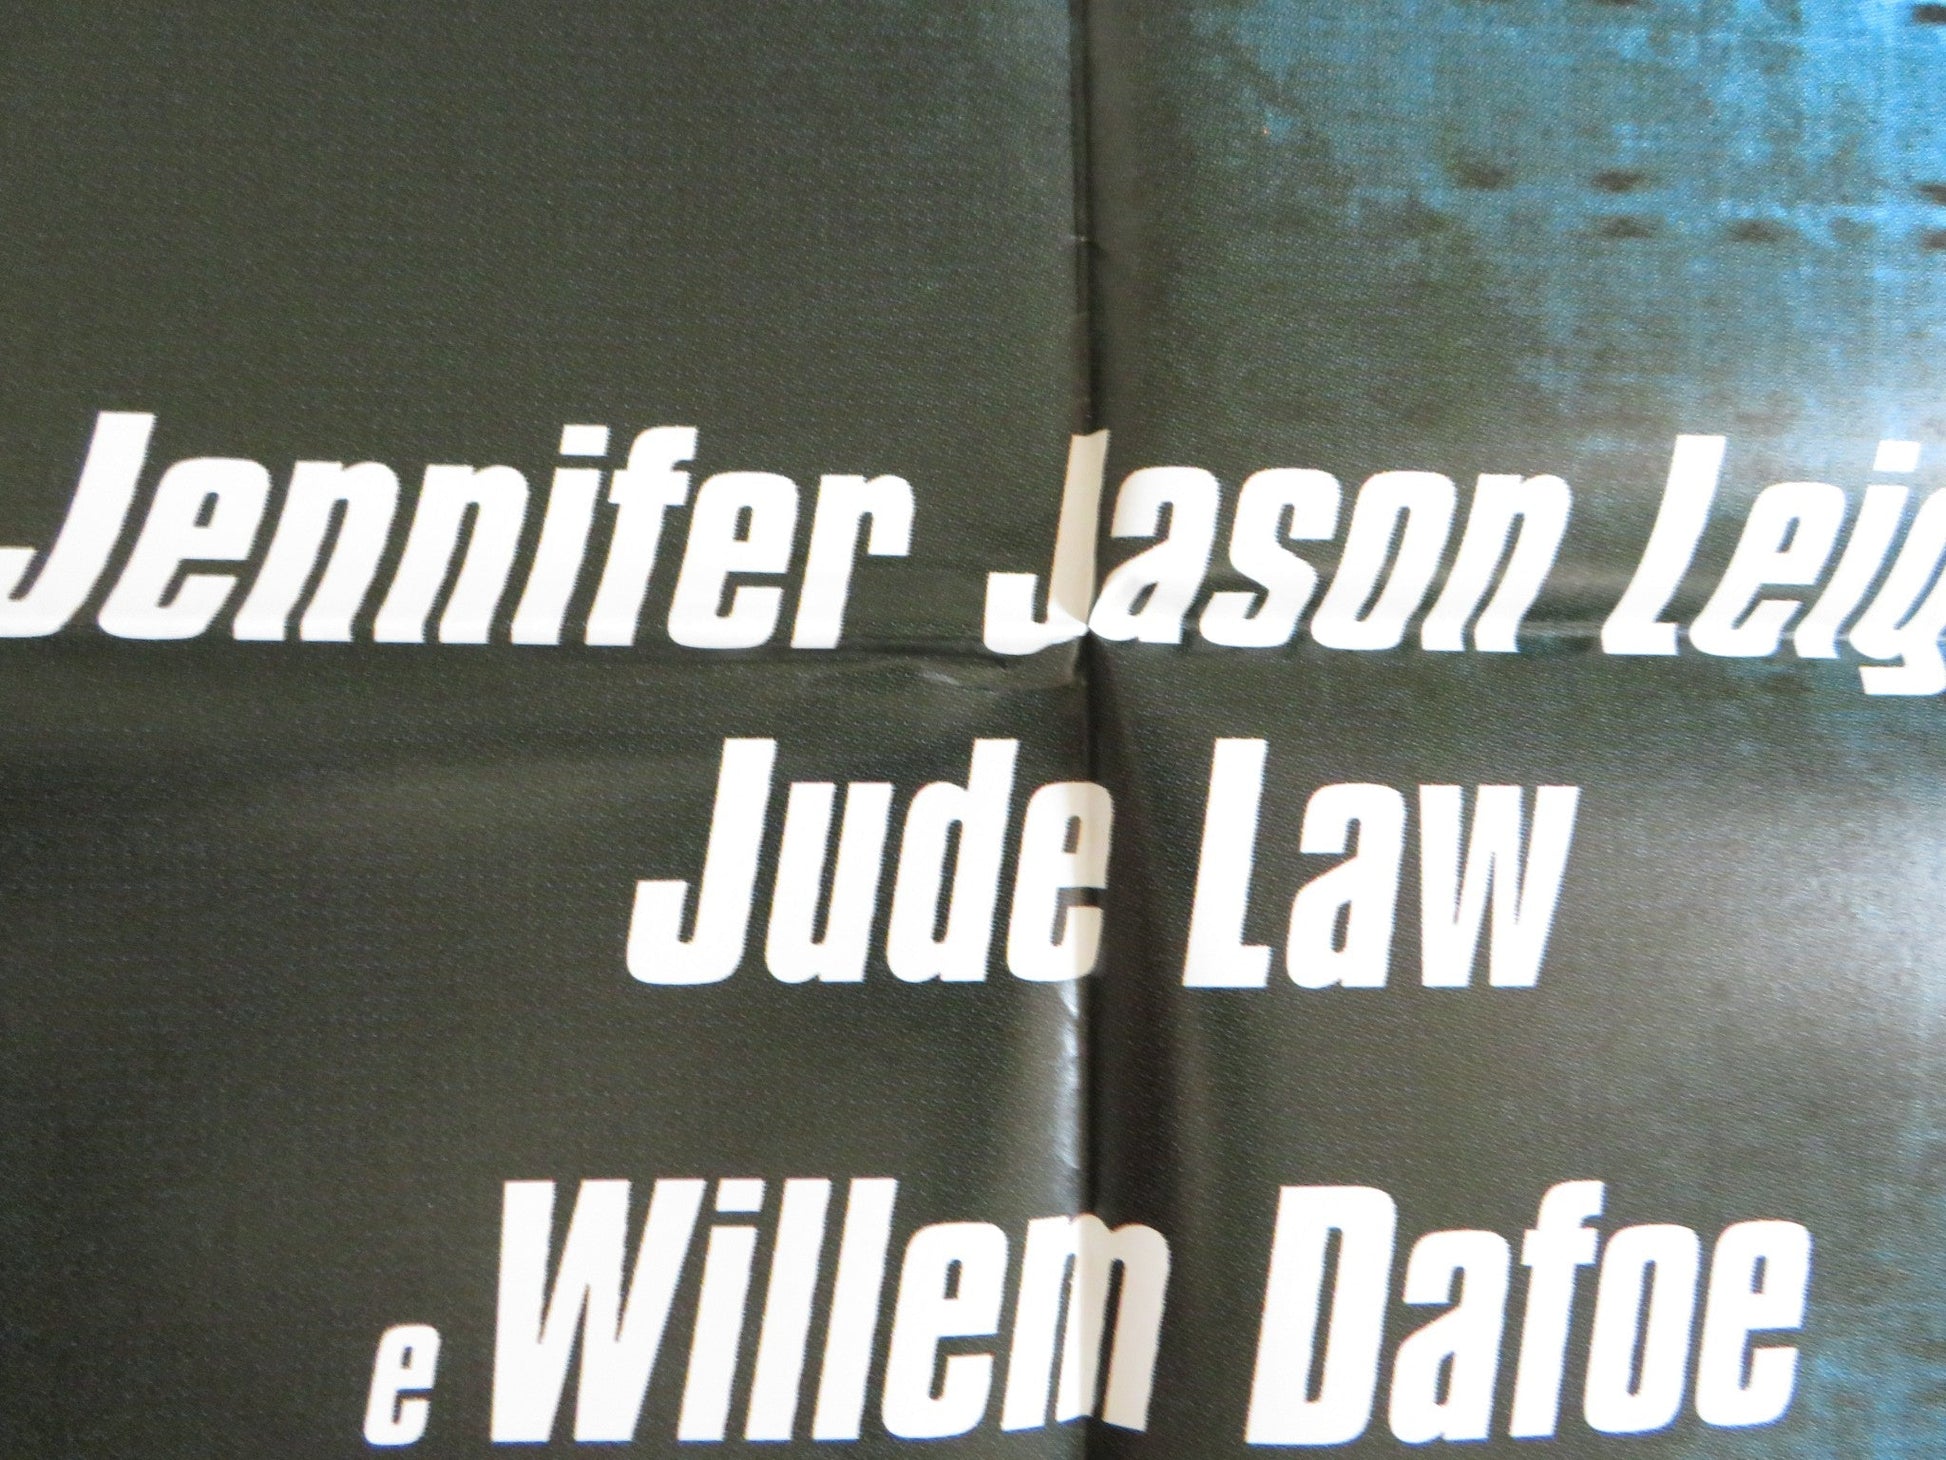 Jennifer Jason Leig
Jude Law
e Willem Dafoe